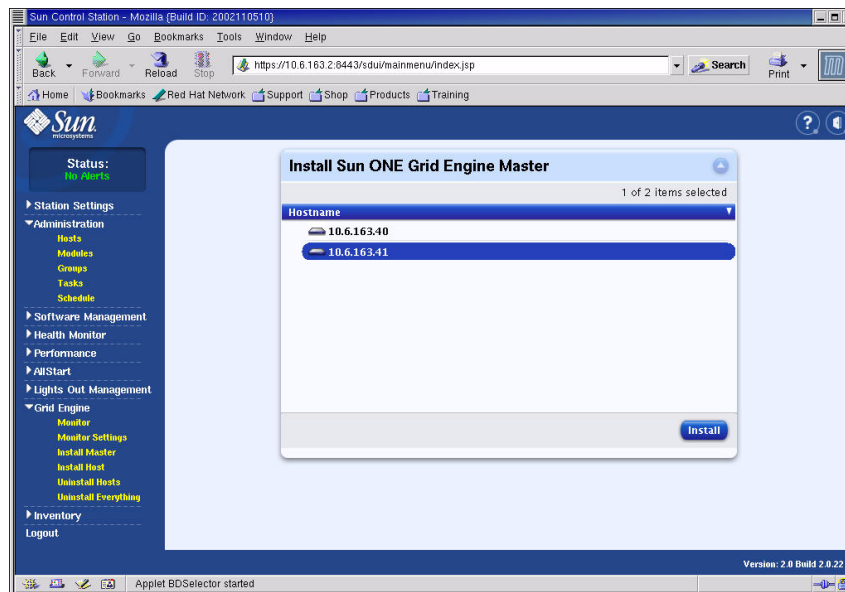 Sun Control Station - Mozilla {Build ID: 2002110510}
File Edit View Go Bookmarks Tools Window Help
Back Forward Reload Stop https://10.6.163.2:8443/sdui/mainmenu/index.jsp Search Print
Home Bookmarks Red Hat Network Support Shop Products Training
Sun
microsystems
?
Status:
No Alerts
Station Settings
Administration
Hosts
Modules
Groups
Tasks
Schedule
Software Management
Health Monitor
Performance
AllStart
Lights Out Management
Grid Engine
Monitor
Monitor Settings
Install Master
Install Host
Uninstall Hosts
Uninstall Everything
Inventory
Logout
Install Sun ONE Grid Engine Master
1 of 2 items selected
Hostname
10.6.163.40
10.6.163.41
Install
Version: 2.0 Build 2.0.22
Applet BDSelector started